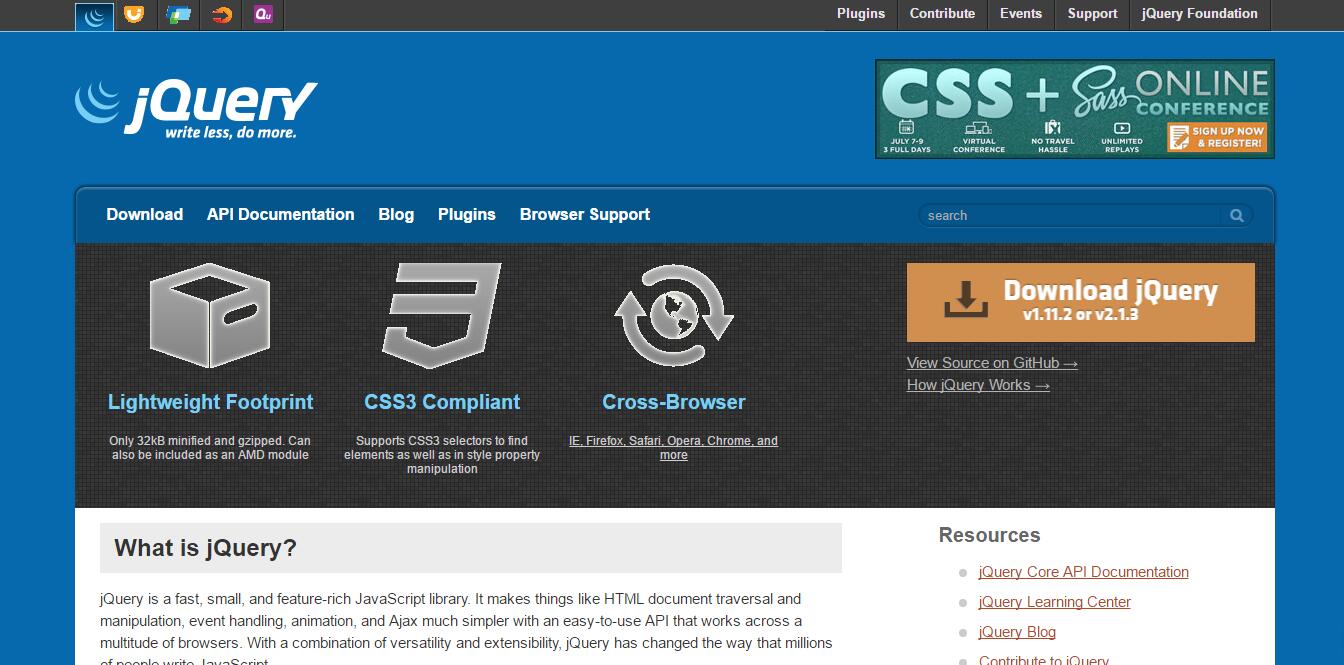 Qu
Plugins
Contribute
Events
Support
jQuery Foundation
jQuery
write less, do more.
CSS + Sass ONLINE
CONFERENCE
JULY 7-9
3 FULL DAYS
VIRTUAL
CONFERENCE
NO TRAVEL
HASSLE
UNLIMITED
REPLAYS
SIGN UP NOW
& REGISTER!
Download
API Documentation
Blog
Plugins
Browser Support
search
Lightweight Footprint
Only 32kB minified and gzipped. Can
also be included as an AMD module
CSS3 Compliant
Supports CSS3 selectors to find
elements as well as in style property
manipulation
Cross-Browser
IE, Firefox, Safari, Opera, Chrome, and
more
Download jQuery
v1.11.2 or v2.1.3
View Source on GitHub →
How jQuery Works →
What is jQuery?
jQuery is a fast, small, and feature-rich JavaScript library. It makes things like HTML document traversal and
manipulation, event handling, animation, and Ajax much simpler with an easy-to-use API that works across a
multitude of browsers. With a combination of versatility and extensibility, jQuery has changed the way that millions
of people write JavaScript
Resources
jQuery Core API Documentation
jQuery Learning Center
jQuery Blog
Contribute to jQuery